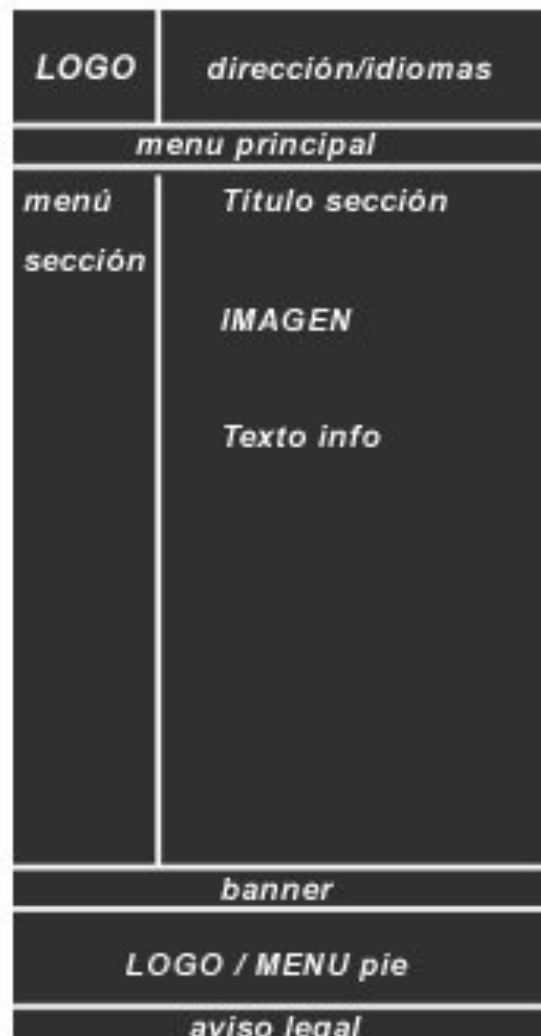 LOGO
dirección/idiomas
menu principal
menú
sección
Título sección
IMAGEN
Texto info
banner
LOGO / MENU pie
aviso legal